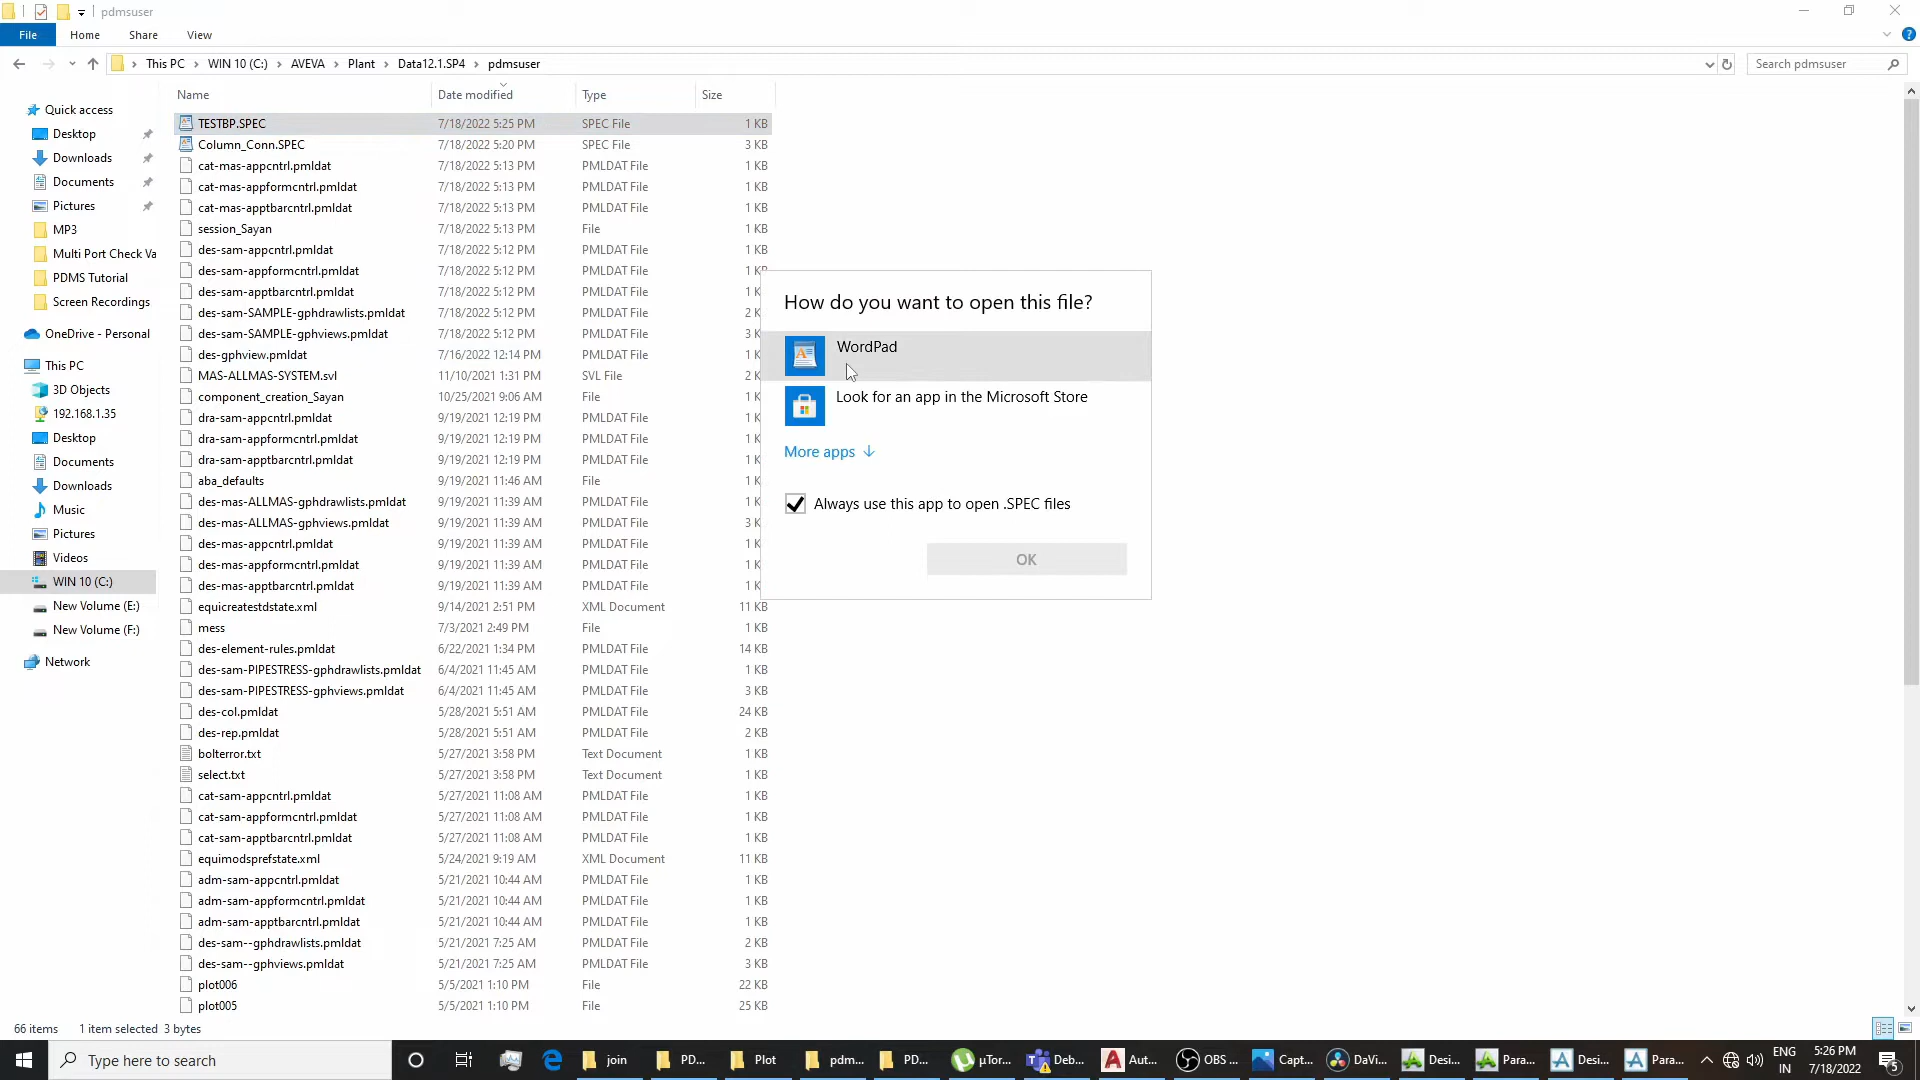 pdmsuser
File Home Share View
This PC WIN 10 (C:) AVEVA Plant Data12.1.SP4 pdmsuser
Search pdmsuser
Name Date modified Type Size
Quick access
Desktop
Downloads
Documents
Pictures
MP3
Multi Port Check Va
PDMS Tutorial
Screen Recordings
OneDrive - Personal
This PC
3D Objects
192.168.1.35
Desktop
Documents
Downloads
Music
Pictures
Videos
WIN 10 (C:)
New Volume (E:)
New Volume (F:)
Network
TESTBP.SPEC 7/18/2022 5:25 PM SPEC File 1 KB
Column_Conn.SPEC 7/18/2022 5:20 PM SPEC File 3 KB
cat-mas-appcntrl.pmldat 7/18/2022 5:13 PM PMLDAT File 1 KB
cat-mas-appformcntrl.pmldat 7/18/2022 5:13 PM PMLDAT File 1 KB
cat-mas-apptbarcntrl.pmldat 7/18/2022 5:13 PM PMLDAT File 1 KB
session_Sayan 7/18/2022 5:13 PM File 1 KB
des-sam-appcntrl.pmldat 7/18/2022 5:12 PM PMLDAT File 1 KB
des-sam-appformcntrl.pmldat 7/18/2022 5:12 PM PMLDAT File 1 K
des-sam-apptbarcntrl.pmldat 7/18/2022 5:12 PM PMLDAT File 1 K
des-sam-SAMPLE-gphdrawlists.pmldat 7/18/2022 5:12 PM PMLDAT File 2 K
des-sam-SAMPLE-gphviews.pmldat 7/18/2022 5:12 PM PMLDAT File 3 K
des-gphview.pmldat 7/16/2022 12:14 PM PMLDAT File 1 K
MAS-ALLMAS-SYSTEM.svl 11/10/2021 1:31 PM SVL File 2 K
component_creation_Sayan 10/25/2021 9:06 AM File 1 K
dra-sam-appcntrl.pmldat 9/19/2021 12:19 PM PMLDAT File 1 K
dra-sam-appformcntrl.pmldat 9/19/2021 12:19 PM PMLDAT File 1 K
dra-sam-apptbarcntrl.pmldat 9/19/2021 12:19 PM PMLDAT File 1 K
aba_defaults 9/19/2021 11:46 AM File 1 K
des-mas-ALLMAS-gphdrawlists.pmldat 9/19/2021 11:39 AM PMLDAT File 1 K
des-mas-ALLMAS-gphviews.pmldat 9/19/2021 11:39 AM PMLDAT File 3 K
des-mas-appcntrl.pmldat 9/19/2021 11:39 AM PMLDAT File 1 K
des-mas-appformcntrl.pmldat 9/19/2021 11:39 AM PMLDAT File 1 K
des-mas-apptbarcntrl.pmldat 9/19/2021 11:39 AM PMLDAT File 1 K
equicreatestdstate.xml 9/14/2021 2:51 PM XML Document 11 KB
mess 7/3/2021 2:49 PM File 1 KB
des-element-rules.pmldat 6/22/2021 1:34 PM PMLDAT File 14 KB
des-sam-PIPESTRESS-gphdrawlists.pmldat 6/4/2021 11:45 AM PMLDAT File 1 KB
des-sam-PIPESTRESS-gphviews.pmldat 6/4/2021 11:45 AM PMLDAT File 3 KB
des-col.pmldat 5/28/2021 5:51 AM PMLDAT File 24 KB
des-rep.pmldat 5/28/2021 5:51 AM PMLDAT File 2 KB
bolterror.txt 5/27/2021 3:58 PM Text Document 1 KB
select.txt 5/27/2021 3:58 PM Text Document 1 KB
cat-sam-appcntrl.pmldat 5/27/2021 11:08 AM PMLDAT File 1 KB
cat-sam-appformcntrl.pmldat 5/27/2021 11:08 AM PMLDAT File 1 KB
cat-sam-apptbarcntrl.pmldat 5/27/2021 11:08 AM PMLDAT File 1 KB
equimodsprefstate.xml 5/24/2021 9:19 AM XML Document 11 KB
adm-sam-appcntrl.pmldat 5/21/2021 10:44 AM PMLDAT File 1 KB
adm-sam-appformcntrl.pmldat 5/21/2021 10:44 AM PMLDAT File 1 KB
adm-sam-apptbarcntrl.pmldat 5/21/2021 10:44 AM PMLDAT File 1 KB
des-sam--gphdrawlists.pmldat 5/21/2021 7:25 AM PMLDAT File 2 KB
des-sam--gphviews.pmldat 5/21/2021 7:25 AM PMLDAT File 3 KB
plot006 5/5/2021 1:10 PM File 22 KB
plot005 5/5/2021 1:10 PM File 25 KB
How do you want to open this file?
WordPad
Look for an app in the Microsoft Store
More apps
Always use this app to open .SPEC files
OK
66 items 1 item selected 3 bytes
Type here to search
join PD... Plot pdm... PD... µTor... Deb... Aut... OBS ... Capt... DaVi... Desi... Para... Desi... Para...
ENG
IN
5:26 PM
7/18/2022
5